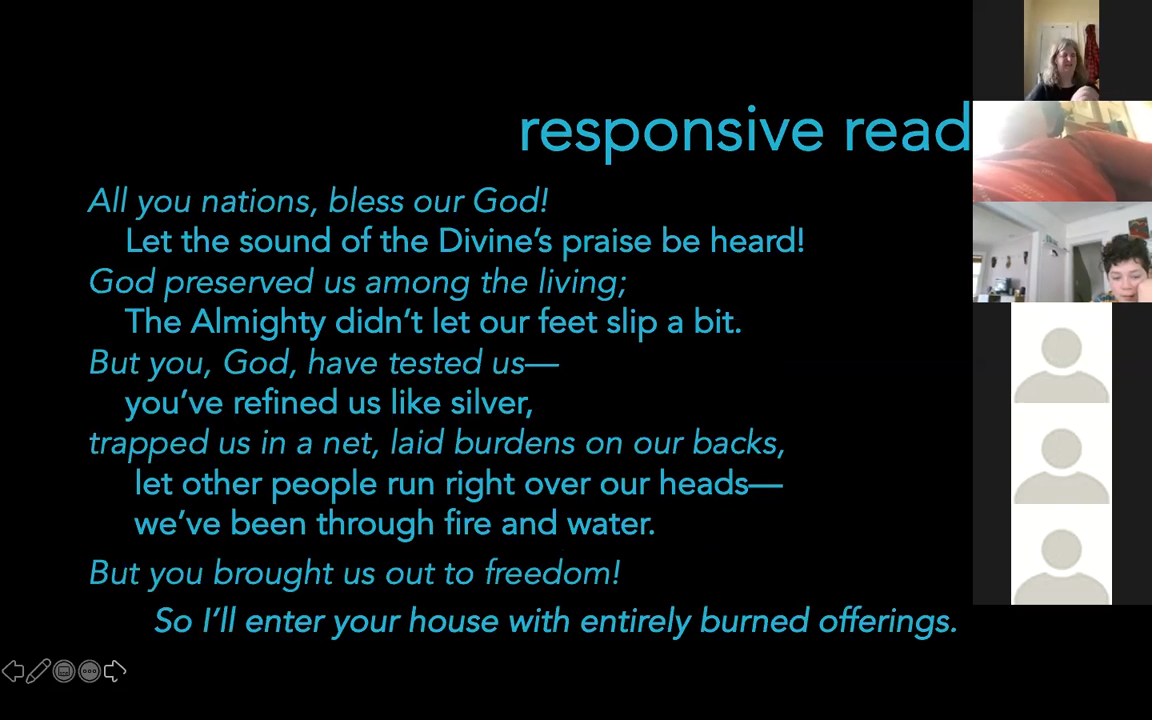 responsive read
All you nations, bless our God!
Let the sound of the Divine’s praise be heard!
God preserved us among the living;
The Almighty didn’t let our feet slip a bit.
But you, God, have tested us—
you’ve refined us like silver,
trapped us in a net, laid burdens on our backs,
let other people run right over our heads—
we’ve been through fire and water.
But you brought us out to freedom!
So I’ll enter your house with entirely burned offerings.